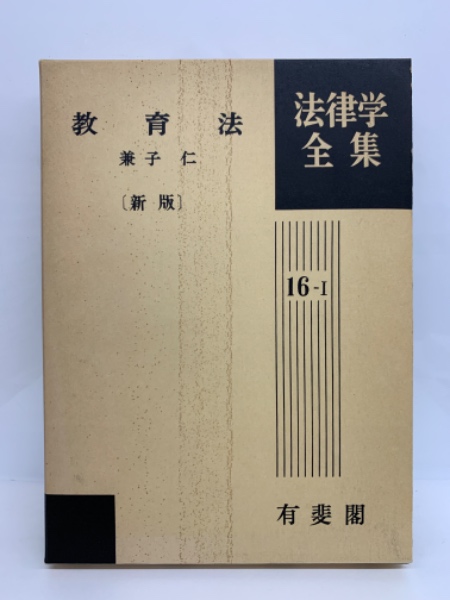 教育法
兼子仁
〔新版〕
法律学
全集
16-I
有斐閣